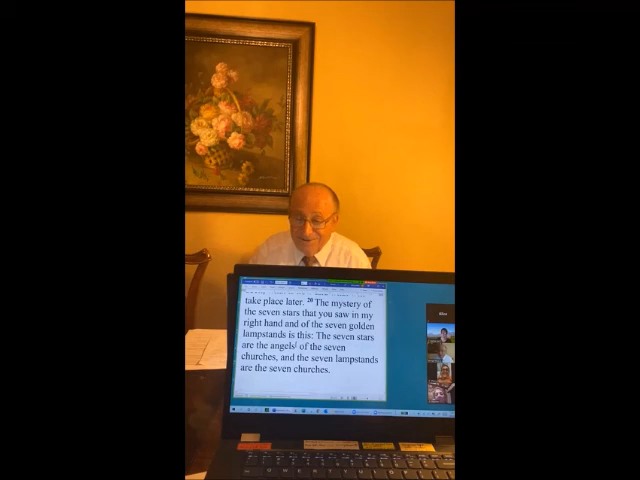 take place later. 20 The mystery of
the seven stars that you saw in my
right hand and of the seven golden
lampstands is this: The seven stars
are the angels of the seven
churches, and the seven lampstands
are the seven churches.